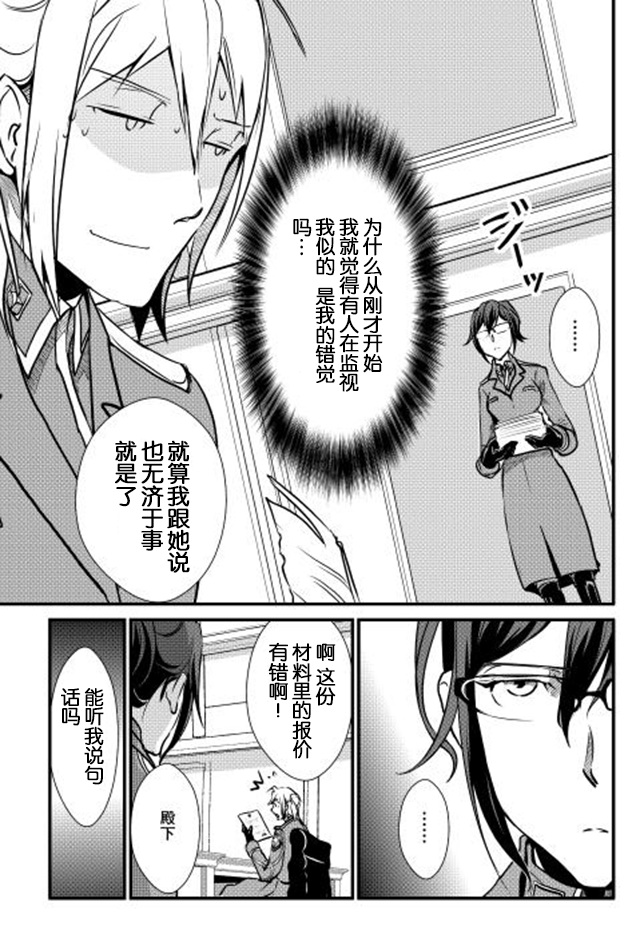 为什么从刚才开始
我就觉得有人在监视
我似的 是我的错觉
吗…
ジーッ
……
就算我跟她说
也无济于事
就是了
……
啊 这份
材料里的报价
有错啊!
殿下
能听我说句
话吗